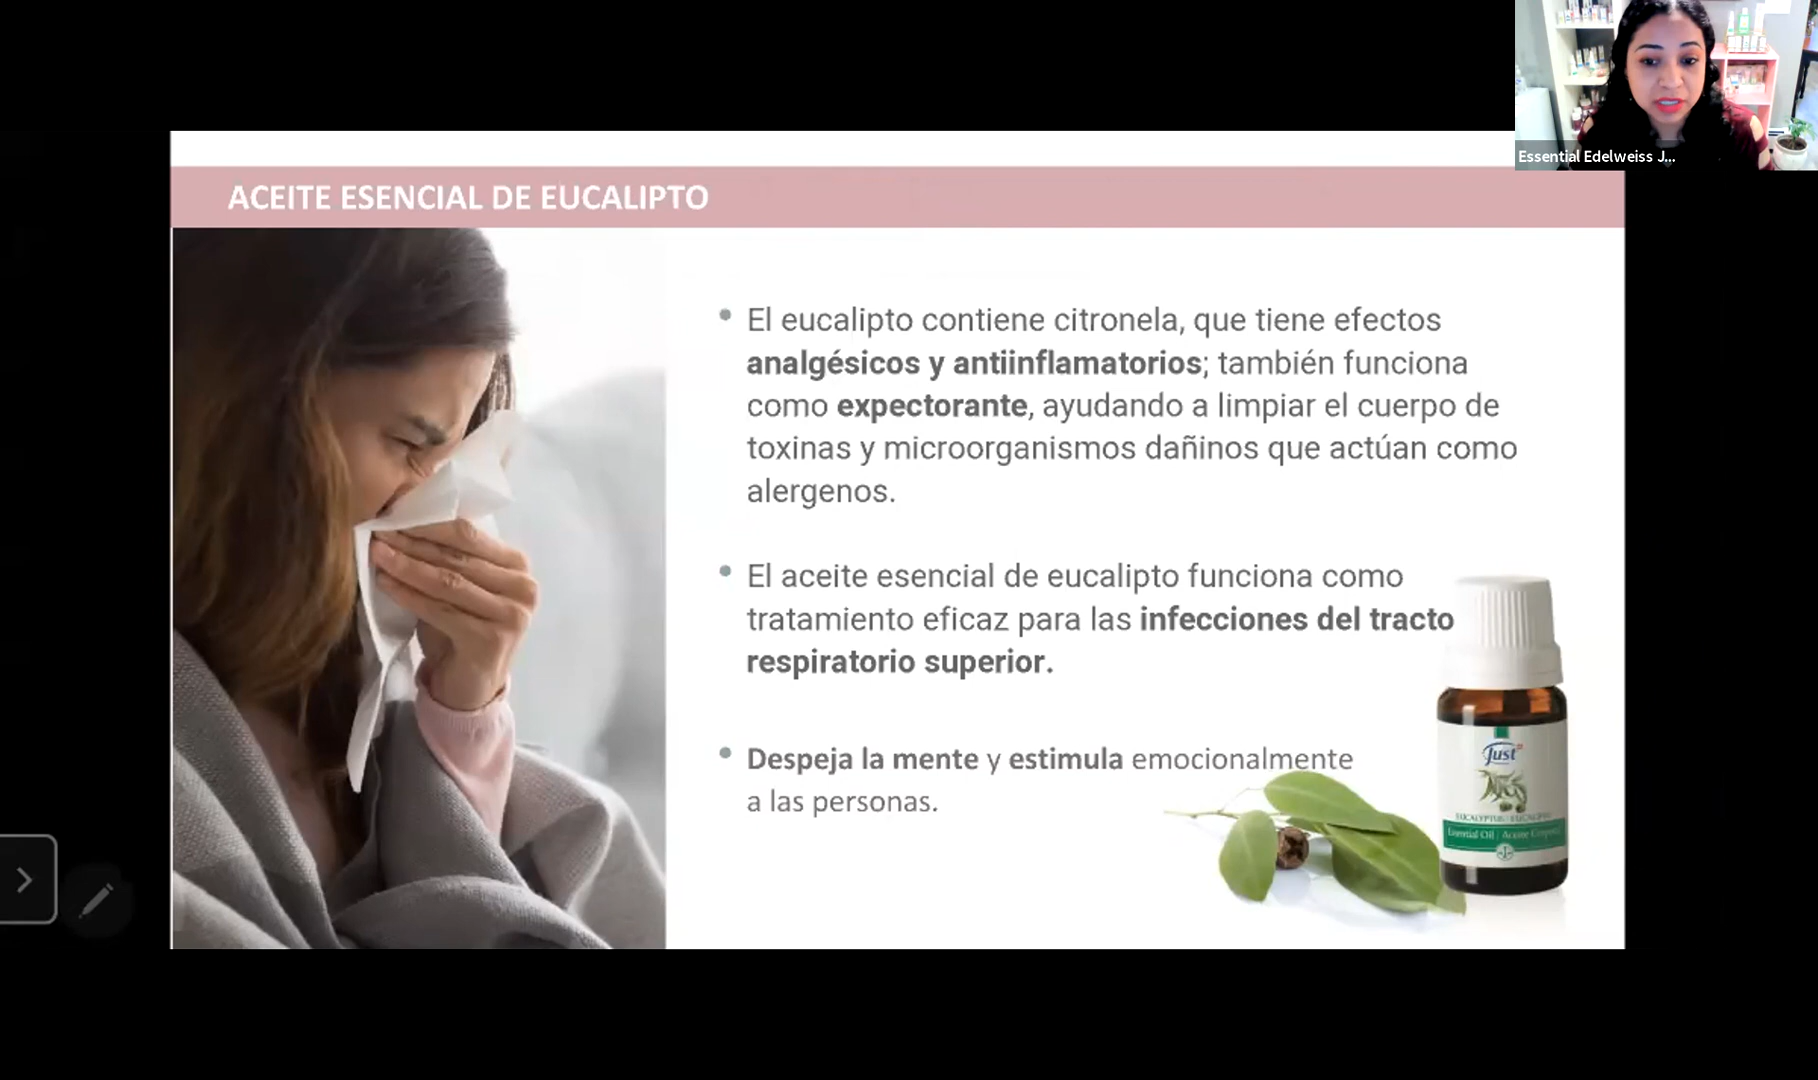 Essential Edelweiss J...
ACEITE ESENCIAL DE EUCALIPTO
El eucalipto contiene citronela, que tiene efectos
analgésicos y antiinflamatorios; también funciona
como expectorante, ayudando a limpiar el cuerpo de
toxinas y microorganismos dañinos que actúan como
alergenos.
El aceite esencial de eucalipto funciona como
tratamiento eficaz para las infecciones del tracto
respiratorio superior.
Despeja la mente y estimula emocionalmente
a las personas.
Just
Essential Oil | Aceite